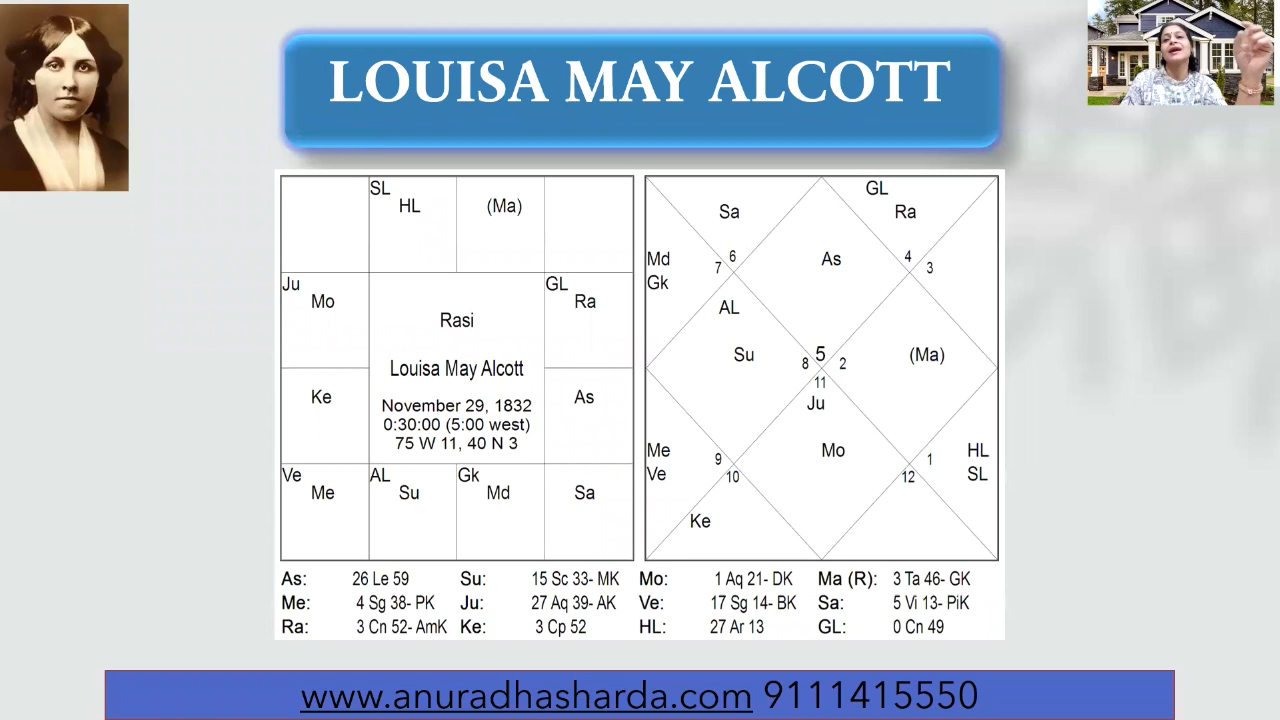 LOUISA MAY ALCOTT
SL
HL
(Ma)
Ju
Mo
GL
Ra
Rasi
Louisa May Alcott
November 29, 1832
0:30:00 (5:00 west)
75 W 11, 40 N 3
Ke
As
Ve
Me
AL
Su
Gk
Md
Sa
GL
Sa
Ra
Md
Gk
6
7
As
4
3
AL
Su
8
5
2
11
(Ma)
Ju
Me
Ve
9
10
Mo
1
12
HL
SL
Ke
As: 26 Le 59 Su: 15 Sc 33- MK Mo: 1 Aq 21- DK Ma (R): 3 Ta 46- GK
Me: 4 Sg 38- PK Ju: 27 Aq 39- AK Ve: 17 Sg 14- BK Sa: 5 Vi 13- PiK
Ra: 3 Cn 52- AmK Ke: 3 Cp 52 HL: 27 Ar 13 GL: 0 Cn 49
www.anuradhasharda.com 9111415550